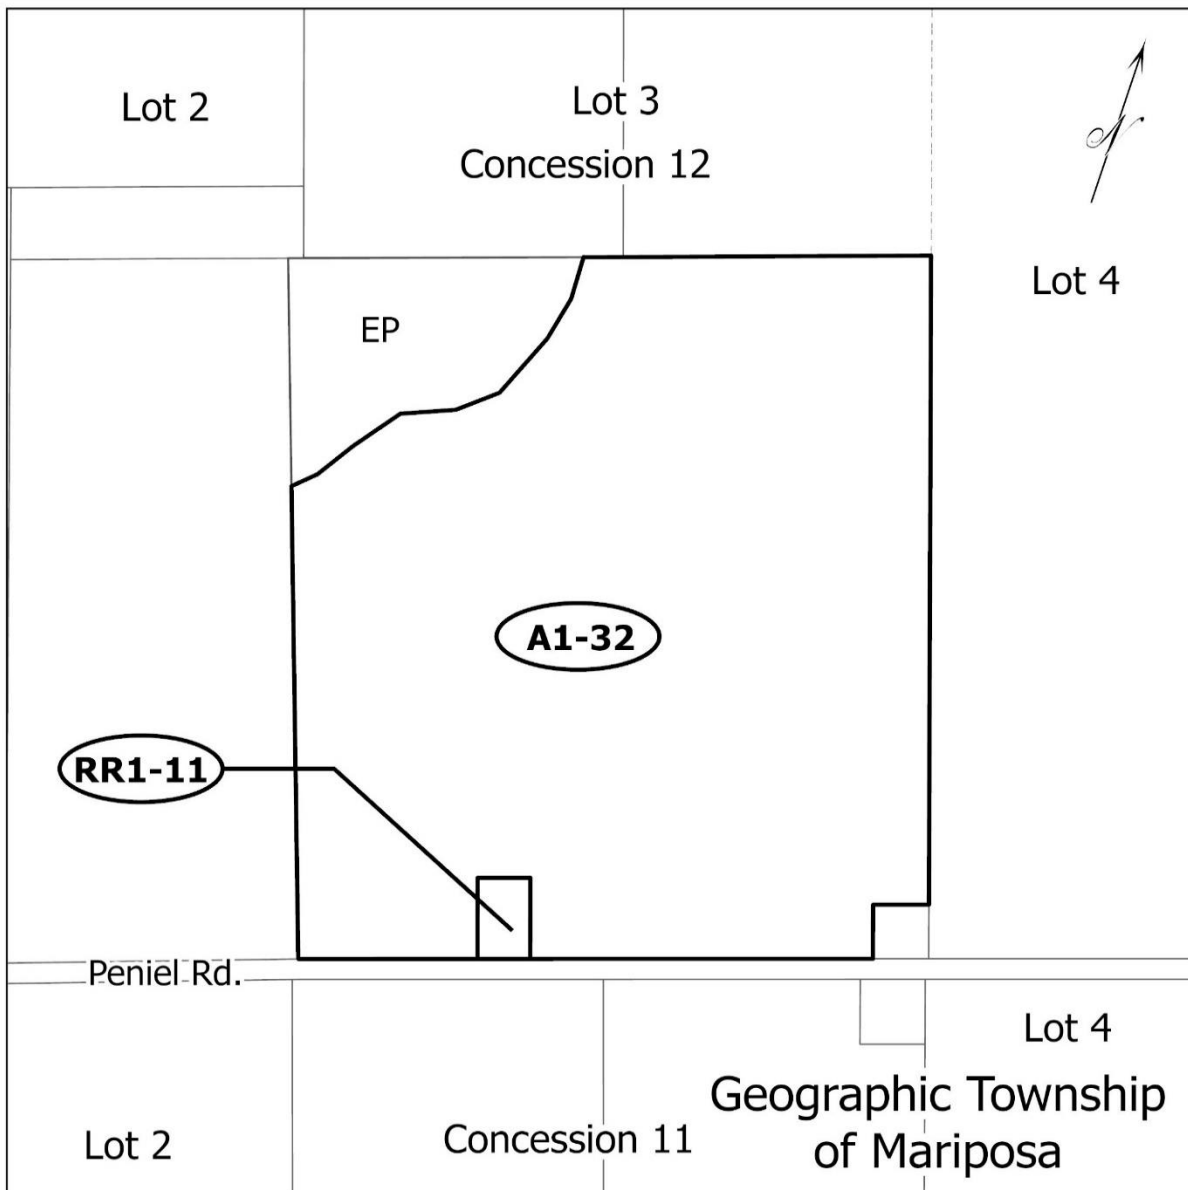 Lot 2
Lot 3
Concession 12
N
Lot 4
EP
A1-32
RR1-11
Peniel Rd.
Lot 4
Geographic Township
of Mariposa
Lot 2
Concession 11